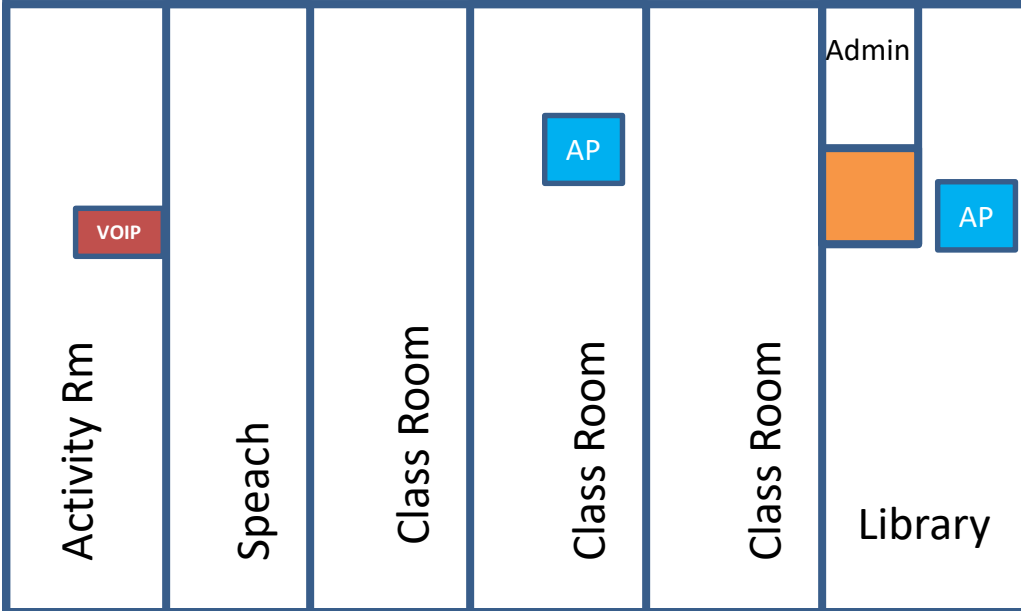 Admin
AP
AP
VOIP
Activity Rm
Speach
Class Room
Class Room
Class Room
Library